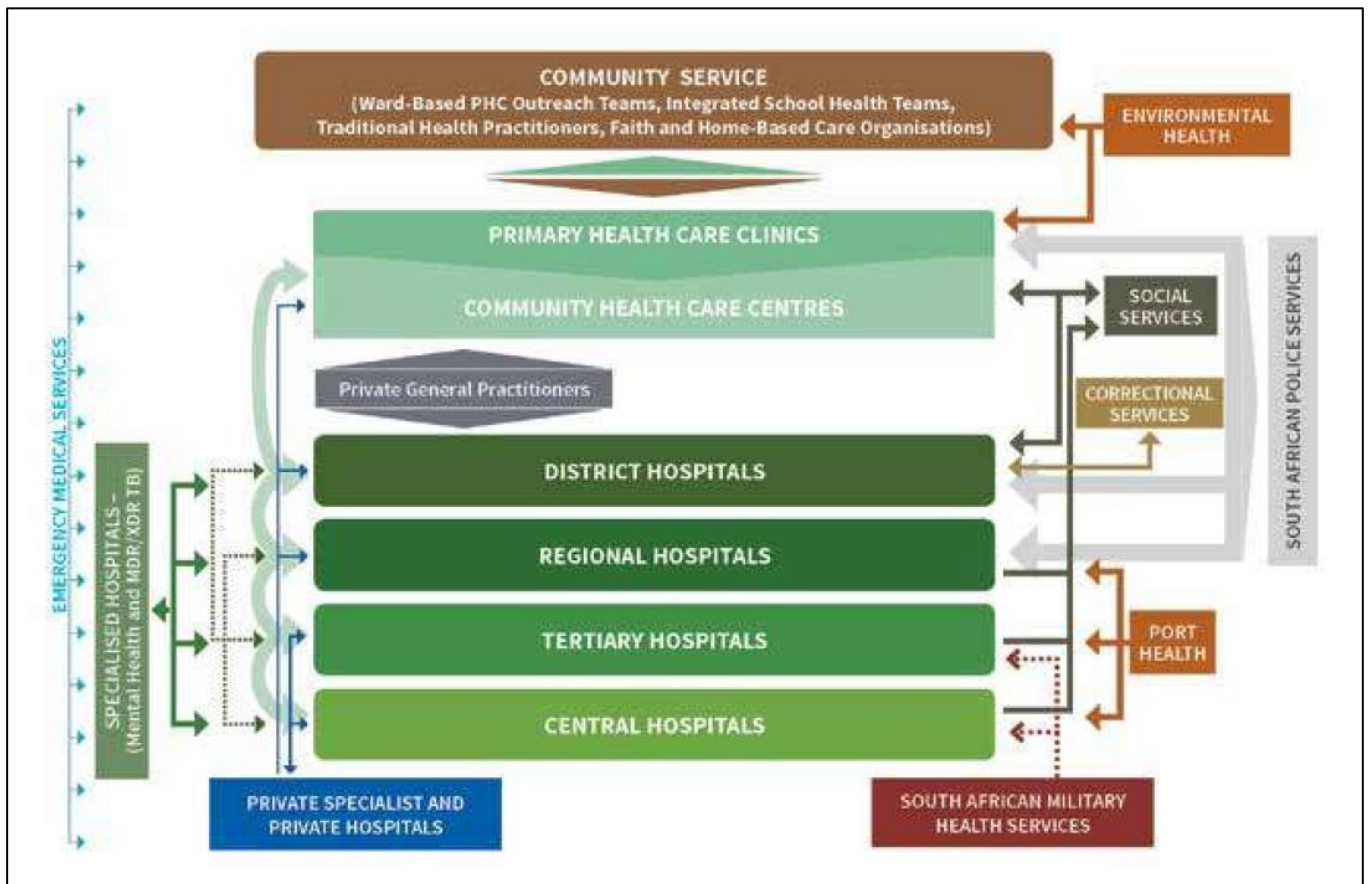 COMMUNITY SERVICE
(Ward-Based PHC Outreach Teams, Integrated School Health Teams,
Traditional Health Practitioners, Faith and Home-Based Care Organisations)
ENVIRONMENTAL
HEALTH
PRIMARY HEALTH CARE CLINICS
COMMUNITY HEALTH CARE CENTRES
SOCIAL
SERVICES
Private General Practitioners
CORRECTIONAL
SERVICES
SOUTH AFRICAN POLICE SERVICES
EMERGENCY MEDICAL SERVICES
SPECIALISED HOSPITALS –
(Mental Health and MDR/XDR TB)
DISTRICT HOSPITALS
REGIONAL HOSPITALS
TERTIARY HOSPITALS
PORT
HEALTH
CENTRAL HOSPITALS
PRIVATE SPECIALIST AND
PRIVATE HOSPITALS
SOUTH AFRICAN MILITARY
HEALTH SERVICES